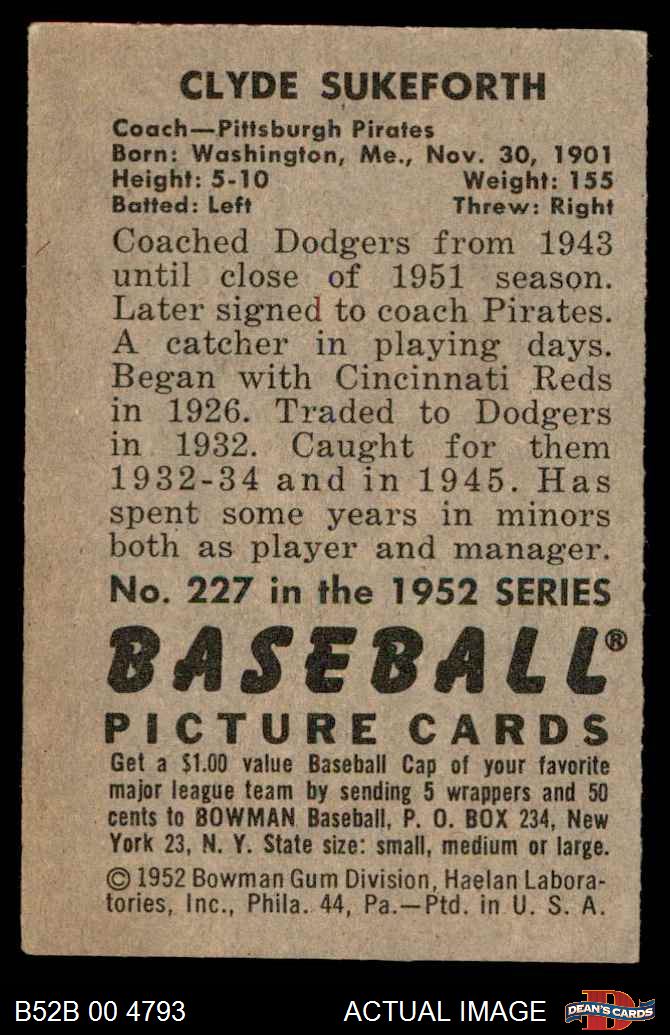 CLYDE SUKEFORTH
Coach—Pittsburgh Pirates
Born: Washington, Me., Nov. 30, 1901
Height: 5-10 Weight: 155
Batted: Left Threw: Right
Coached Dodgers from 1943
until close of 1951 season.
Later signed to coach Pirates.
A catcher in playing days.
Began with Cincinnati Reds
in 1926. Traded to Dodgers
in 1932. Caught for them
1932-34 and in 1945. Has
spent some years in minors
both as player and manager.
No. 227 in the 1952 SERIES
BASEBALL®
PICTURE CARDS
Get a $1.00 value Baseball Cap of your favorite
major league team by sending 5 wrappers and 50
cents to BOWMAN Baseball, P. O. BOX 234, New
York 23, N. Y. State size: small, medium or large.
© 1952 Bowman Gum Division, Haelan Labora-
tories, Inc., Phila. 44, Pa.—Ptd. in U. S. A.
B52B 00 4793 ACTUAL IMAGE D DEAN'S CARDS